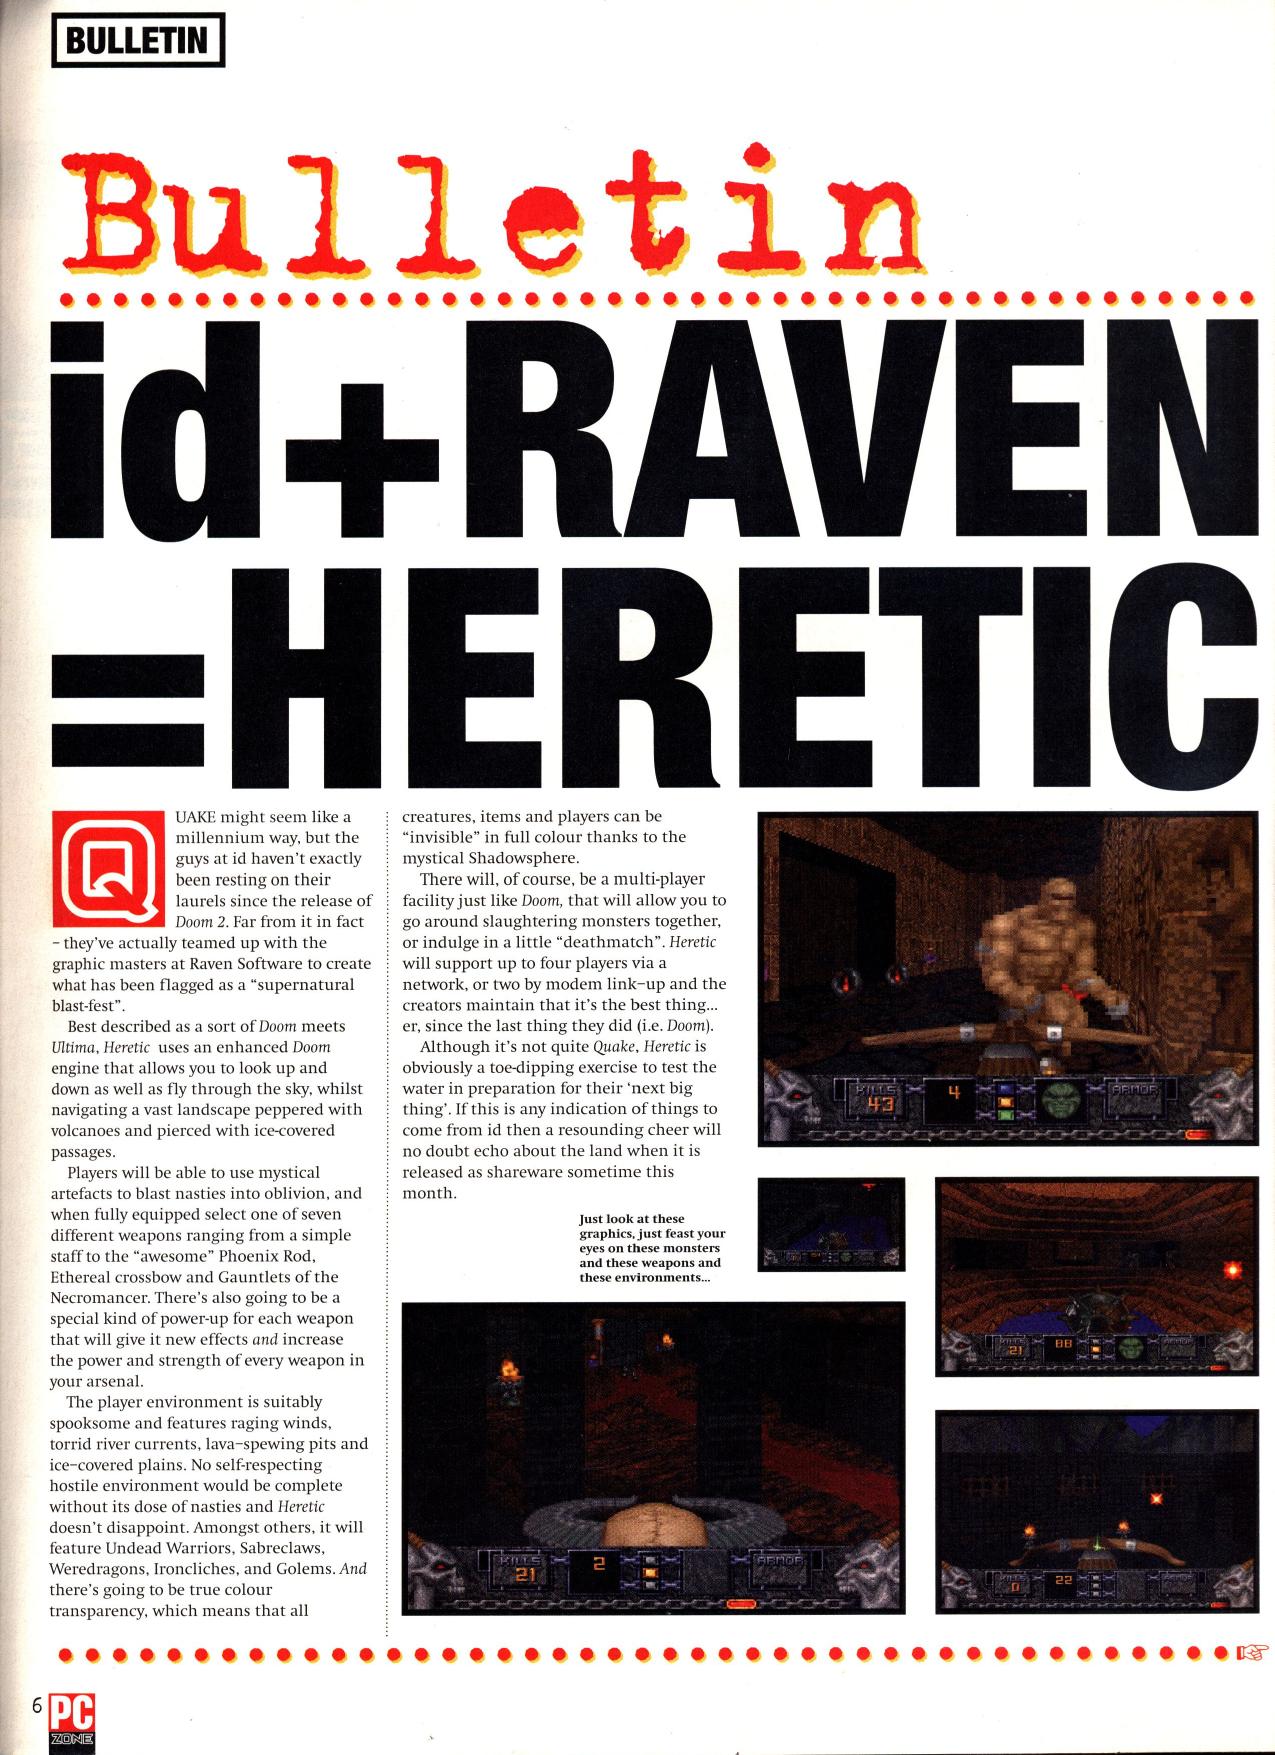 BULLETIN
Bulletin
id+RAVEN
=HERETIC
QUAKE might seem like a
millennium way, but the
guys at id haven't exactly
been resting on their
laurels since the release of
Doom 2. Far from it in fact
– they've actually teamed up with the
graphic masters at Raven Software to create
what has been flagged as a “supernatural
blast-fest”.
Best described as a sort of Doom meets
Ultima, Heretic uses an enhanced Doom
engine that allows you to look up and
down as well as fly through the sky, whilst
navigating a vast landscape peppered with
volcanoes and pierced with ice-covered
passages.
Players will be able to use mystical
artefacts to blast nasties into oblivion, and
when fully equipped select one of seven
different weapons ranging from a simple
staff to the “awesome” Phoenix Rod,
Ethereal crossbow and Gauntlets of the
Necromancer. There's also going to be a
special kind of power-up for each weapon
that will give it new effects and increase
the power and strength of every weapon in
your arsenal.
The player environment is suitably
spooksome and features raging winds,
torrid river currents, lava-spewing pits and
ice-covered plains. No self-respecting
hostile environment would be complete
without its dose of nasties and Heretic
doesn't disappoint. Amongst others, it will
feature Undead Warriors, Sabreclaws,
Weredragons, Ironcliches, and Golems. And
there's going to be true colour
transparency, which means that all
creatures, items and players can be
“invisible” in full colour thanks to the
mystical Shadowsphere.
There will, of course, be a multi-player
facility just like Doom, that will allow you to
go around slaughtering monsters together,
or indulge in a little “deathmatch”. Heretic
will support up to four players via a
network, or two by modem link-up and the
creators maintain that it's the best thing...
er, since the last thing they did (i.e. Doom).
Although it's not quite Quake, Heretic is
obviously a toe-dipping exercise to test the
water in preparation for their ‘next big
thing’. If this is any indication of things to
come from id then a resounding cheer will
no doubt echo about the land when it is
released as shareware sometime this
month.
Just look at these
graphics, just feast your
eyes on these monsters
and these weapons and
these environments...
KILLS 4 ARMOR
43
KILLS 88 ARMOR
21
KILLS 2 ARMOR
21
KILLS 22 ARMOR
0
6 PC
ZONE